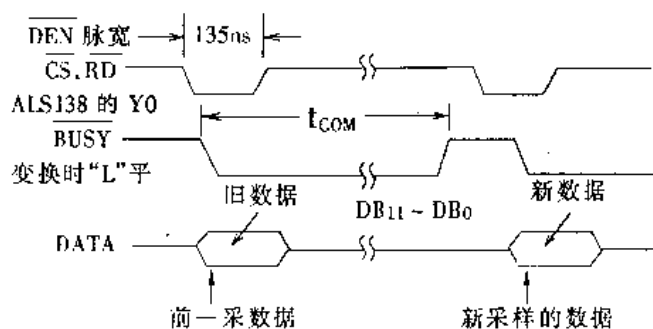 DEN 脉宽
135ns
CS,RD
ALS138 的 Y0
BUSY
tCOM
变换时“L”平
旧数据
DB11 ~ DB0
新数据
DATA
前一采数据
新采样的数据